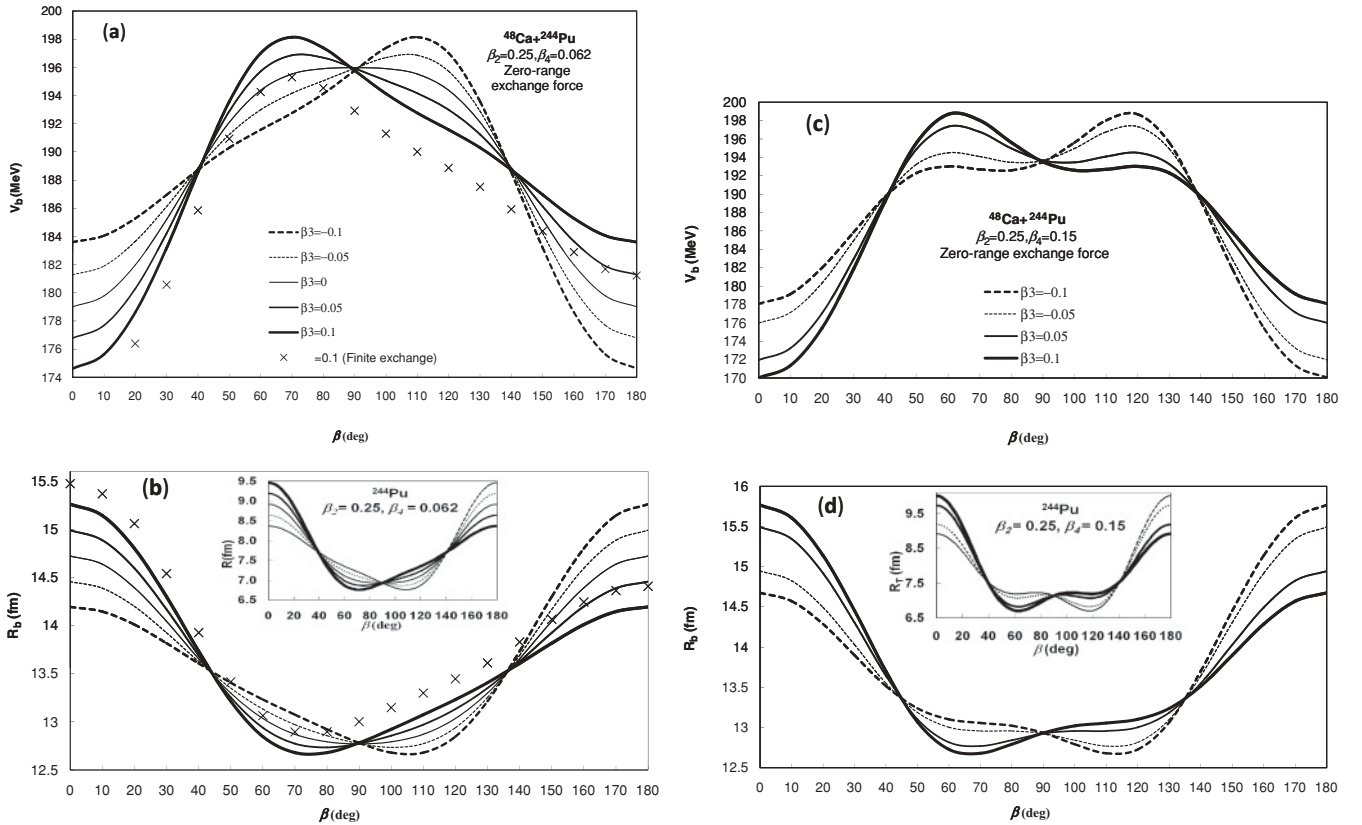 (a)
⁴⁸Ca+²⁴⁴Pu
β₂=0.25,β₄=0.062
Zero-range
exchange force
V_b (MeV)
200
198
196
194
192
190
188
186
184
182
180
178
176
174
β3=−0.1
β3=−0.05
β3=0
β3=0.05
β3=0.1
=0.1 (Finite exchange)
0 10 20 30 40 50 60 70 80 90 100 110 120 130 140 150 160 170 180
β (deg)
(c)
⁴⁸Ca+²⁴⁴Pu
β₂=0.25,β₄=0.15
Zero-range exchange force
V_b (MeV)
200
198
196
194
192
190
188
186
184
182
180
178
176
174
172
170
β3=−0.1
β3=−0.05
β3=0.05
β3=0.1
0 10 20 30 40 50 60 70 80 90 100 110 120 130 140 150 160 170 180
β (deg)
(b)
R_b (fm)
15.5
15
14.5
14
13.5
13
12.5
²⁴⁴Pu
β₂= 0.25, β₄ = 0.062
R(fm)
9.5
9.0
8.5
8.0
7.5
7.0
6.5
0 20 40 60 80 100 120 140 160 180
β (deg)
0 10 20 30 40 50 60 70 80 90 100 110 120 130 140 150 160 170 180
β (deg)
(d)
R_b (fm)
16
15.5
15
14.5
14
13.5
13
12.5
²⁴⁴Pu
β₂= 0.25, β₄ = 0.15
R_T (fm)
9.5
8.5
7.5
6.5
0 20 40 60 80 100 120 140 160 180
β (deg)
0 10 20 30 40 50 60 70 80 90 100 110 120 130 140 150 160 170 180
β (deg)